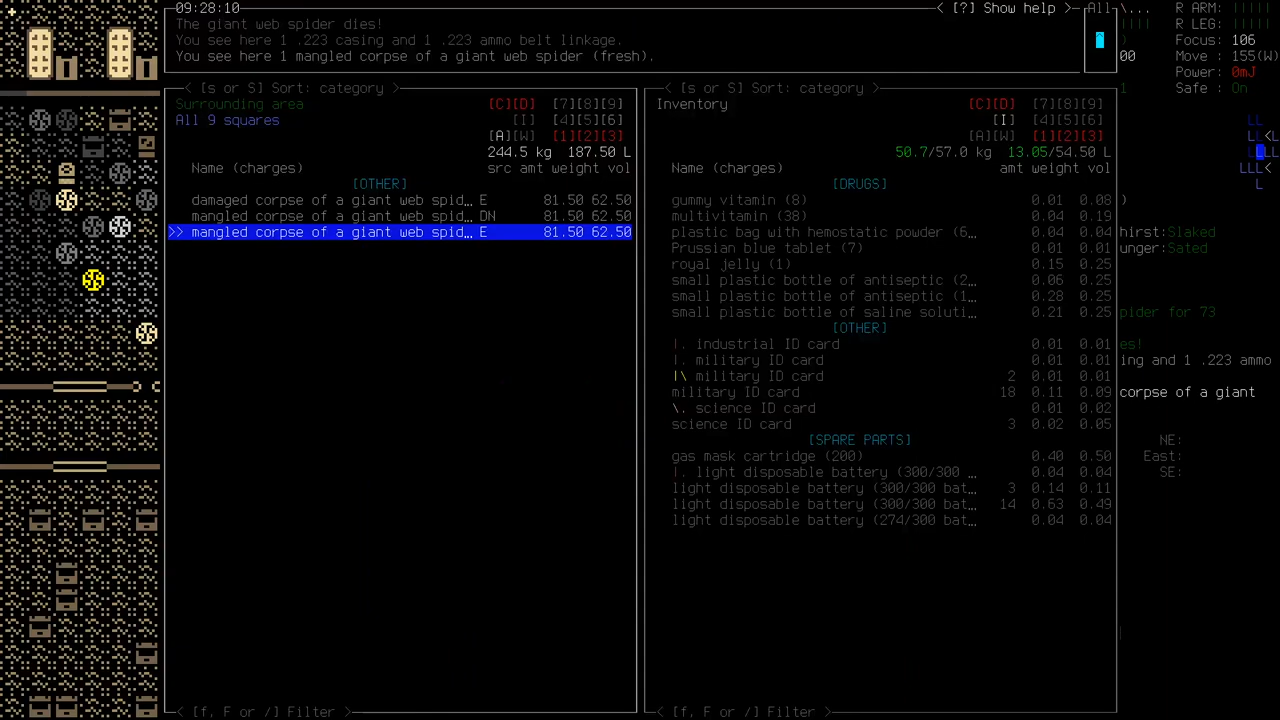 09:28:10
< [?] Show help >
All
The giant web spider dies!
You see here 1 .223 casing and 1 .223 ammo belt linkage.
You see here 1 mangled corpse of a giant web spider (fresh).
< [s or S] Sort: category >
Surrounding area [C][D] [7][8][9]
All 9 squares [I] [4][5][6]
[A][W] [1][2][3]
244.5 kg 187.50 L
Name (charges) src amt weight vol
[OTHER]
damaged corpse of a giant web spid… E 81.50 62.50
mangled corpse of a giant web spid… DN 81.50 62.50
>> mangled corpse of a giant web spid… E 81.50 62.50
< [f, F or /] Filter >
< [s or S] Sort: category >
Inventory [C][D] [7][8][9]
[I] [4][5][6]
[A][W] [1][2][3]
50.7/57.0 kg 13.05/54.50 L
Name (charges) amt weight vol
[DRUGS]
gummy vitamin (8) 0.01 0.08
multivitamin (38) 0.04 0.19
plastic bag with hemostatic powder (6… 0.04 0.04
Prussian blue tablet (7) 0.01 0.01
royal jelly (1) 0.15 0.25
small plastic bottle of antiseptic (2… 0.06 0.25
small plastic bottle of antiseptic (1… 0.28 0.25
small plastic bottle of saline soluti… 0.21 0.25
[OTHER]
|. industrial ID card 0.01 0.01
|. military ID card 0.01 0.01
|\ military ID card 2 0.01 0.01
military ID card 18 0.11 0.09
\. science ID card 0.01 0.02
science ID card 3 0.02 0.05
[SPARE PARTS]
gas mask cartridge (200) 0.40 0.50
|. light disposable battery (300/300 … 0.04 0.04
light disposable battery (300/300 bat… 3 0.14 0.11
light disposable battery (300/300 bat… 14 0.63 0.49
light disposable battery (274/300 bat… 0.04 0.04
< [f, F or /] Filter >
\... R ARM: |||||
||||| R LEG: |||||
) Focus: 106
00 Move : 155(W)
Power: 0mJ
1 Safe : On
LL
LL<
LLL
LLL<
L
)
hirst:Slaked
unger:Sated
pider for 73
es!
ing and 1 .223 ammo
corpse of a giant
NE:
East:
SE: